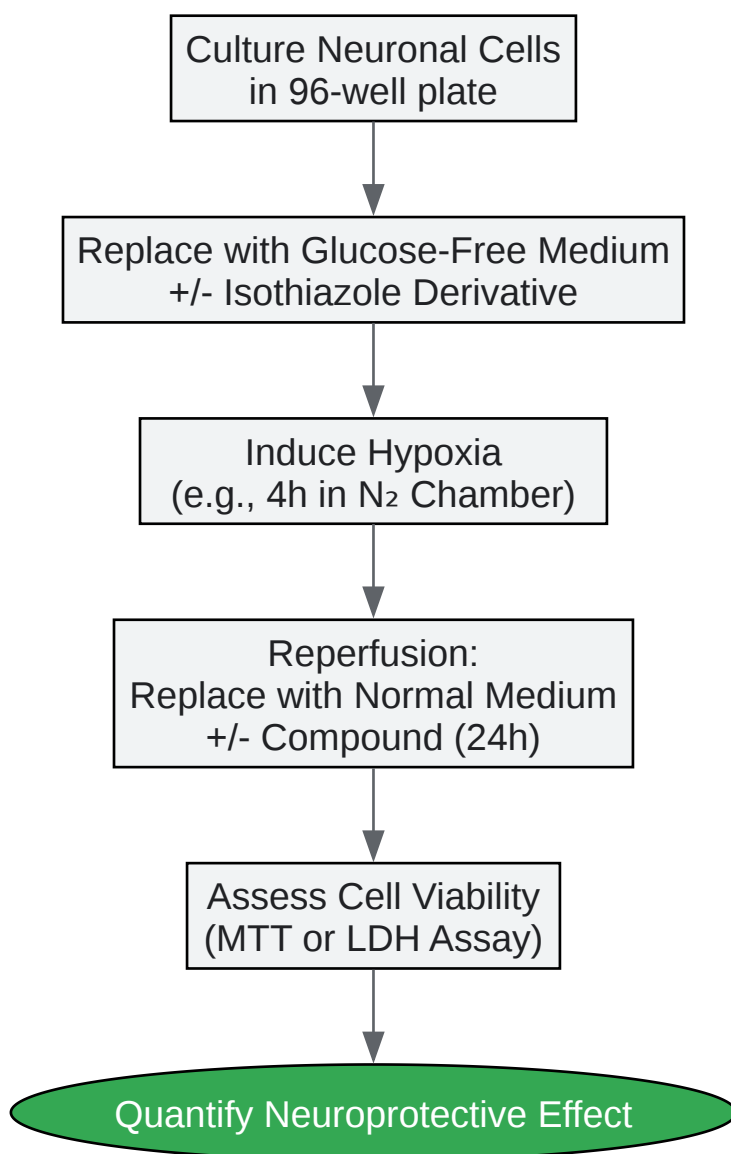 Culture Neuronal Cells
in 96-well plate
Replace with Glucose-Free Medium
+/- Isothiazole Derivative
Induce Hypoxia
(e.g., 4h in N₂ Chamber)
Reperfusion:
Replace with Normal Medium
+/- Compound (24h)
Assess Cell Viability
(MTT or LDH Assay)
Quantify Neuroprotective Effect